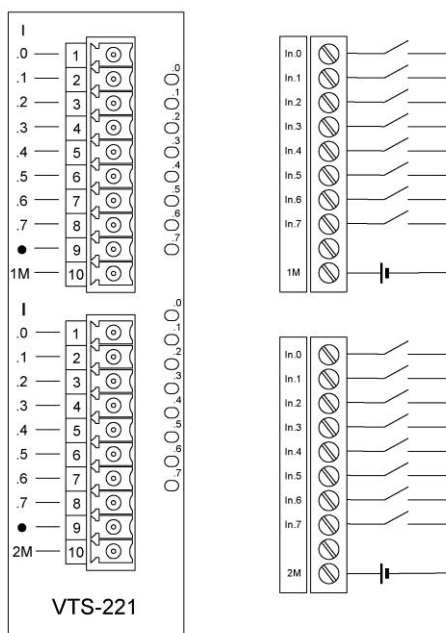 I
.0 1
.1 2
.2 3
.3 4
.4 5
.5 6
.6 7
.7 8
● 9
1M 10
.0
.1
.2
.3
.4
.5
.6
.7
I
.0 1
.1 2
.2 3
.3 4
.4 5
.5 6
.6 7
.7 8
● 9
2M 10
.0
.1
.2
.3
.4
.5
.6
.7
VTS-221
In.0
In.1
In.2
In.3
In.4
In.5
In.6
In.7
1M
In.0
In.1
In.2
In.3
In.4
In.5
In.6
In.7
2M